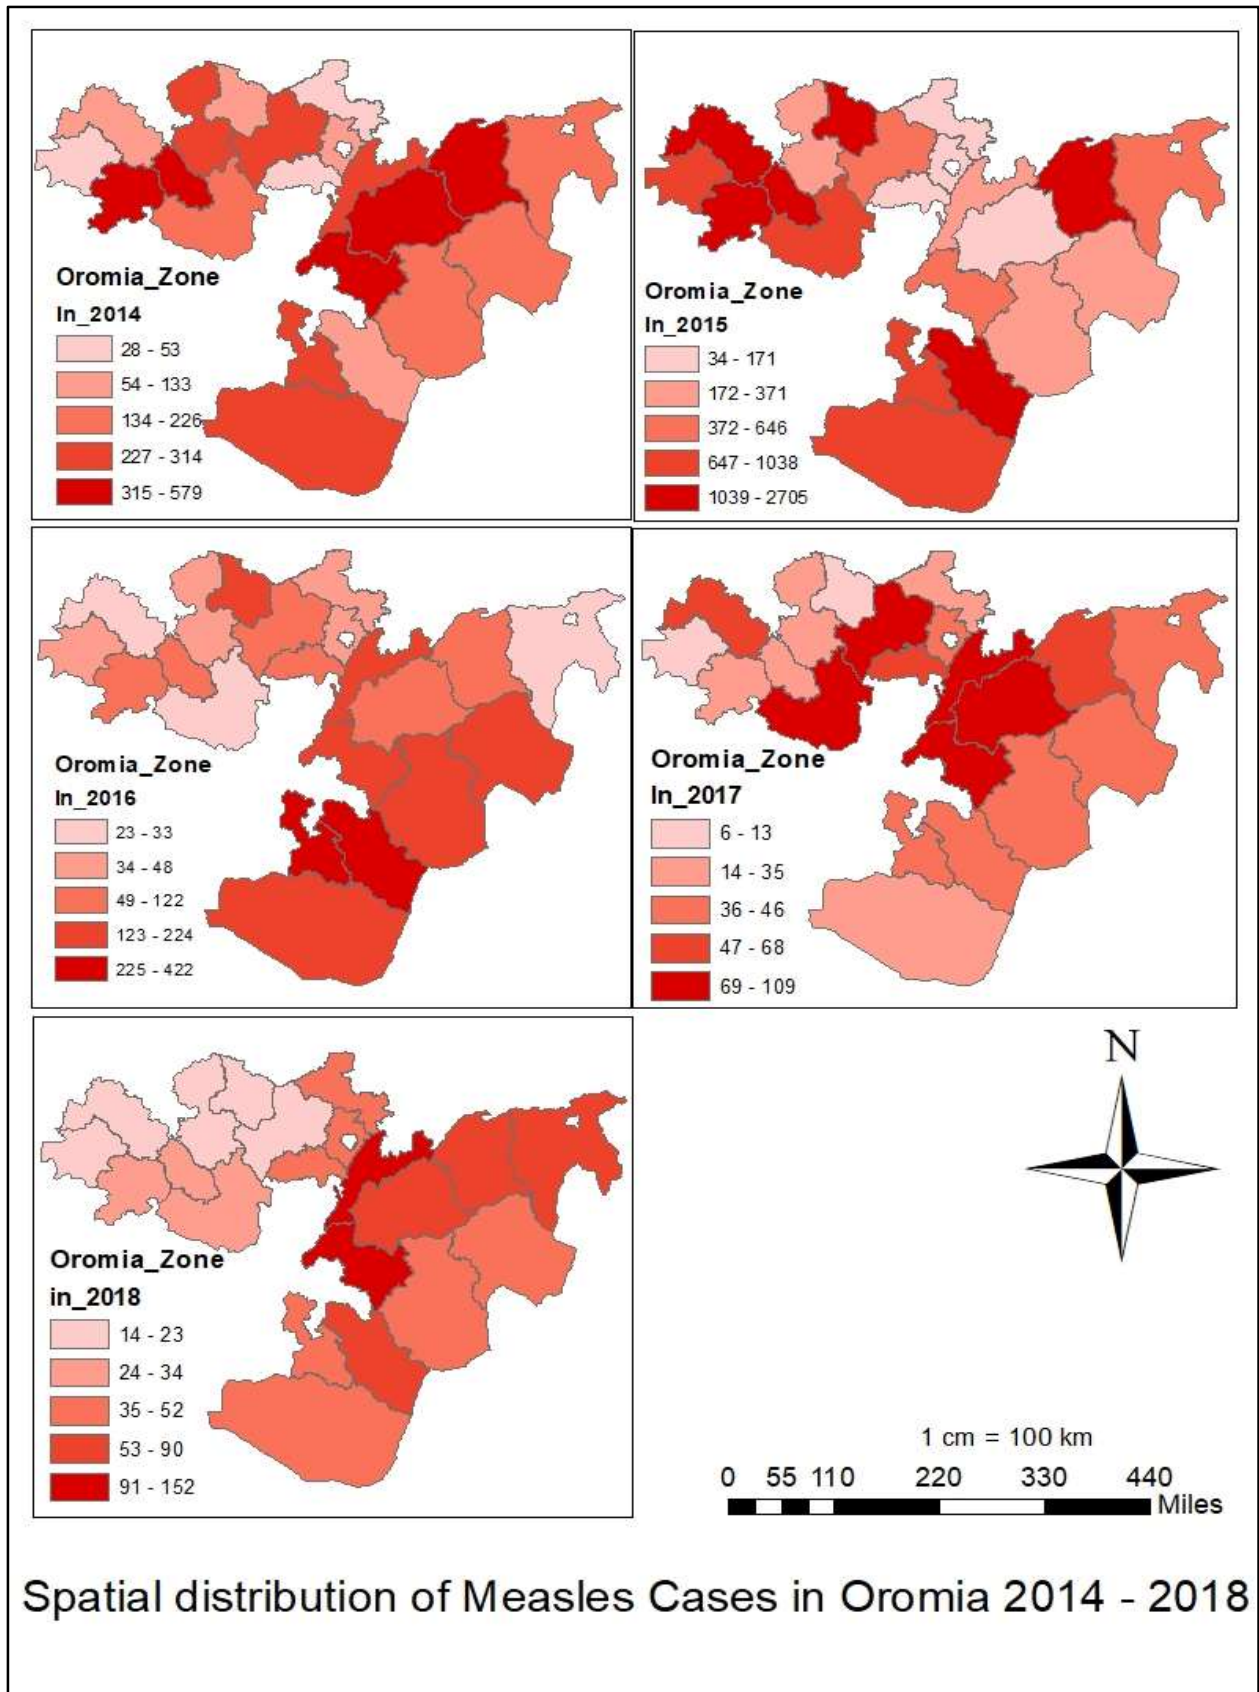 Oromia_Zone
In_2014
28 - 53
54 - 133
134 - 226
227 - 314
315 - 579
Oromia_Zone
In_2015
34 - 171
172 - 371
372 - 646
647 - 1038
1039 - 2705
Oromia_Zone
In_2016
23 - 33
34 - 48
49 - 122
123 - 224
225 - 422
Oromia_Zone
In_2017
6 - 13
14 - 35
36 - 46
47 - 68
69 - 109
Oromia_Zone
in_2018
14 - 23
24 - 34
35 - 52
53 - 90
91 - 152
N
1 cm = 100 km
0 55 110 220 330 440
Miles
Spatial distribution of Measles Cases in Oromia 2014 - 2018